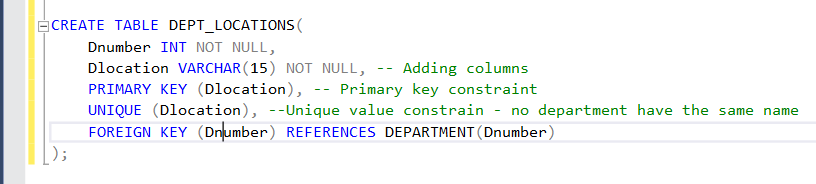 CREATE TABLE DEPT_LOCATIONS(
Dnumber INT NOT NULL,
Dlocation VARCHAR(15) NOT NULL, -- Adding columns
PRIMARY KEY (Dlocation), -- Primary key constraint
UNIQUE (Dlocation), --Unique value constrain - no department have the same name
FOREIGN KEY (Dnumber) REFERENCES DEPARTMENT(Dnumber)
);